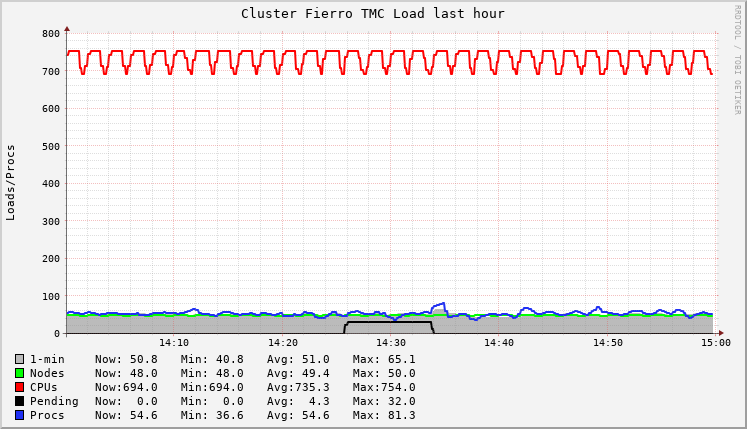 Cluster Fierro TMC Load last hour
RRDTOOL / TOBI OETIKER
Loads/Procs
800
700
600
500
400
300
200
100
0
14:10 14:20 14:30 14:40 14:50 15:00
1-min Now: 50.8 Min: 40.8 Avg: 51.0 Max: 65.1
Nodes Now: 48.0 Min: 48.0 Avg: 49.4 Max: 50.0
CPUs Now:694.0 Min:694.0 Avg:735.3 Max:754.0
Pending Now: 0.0 Min: 0.0 Avg: 4.3 Max: 32.0
Procs Now: 54.6 Min: 36.6 Avg: 54.6 Max: 81.3